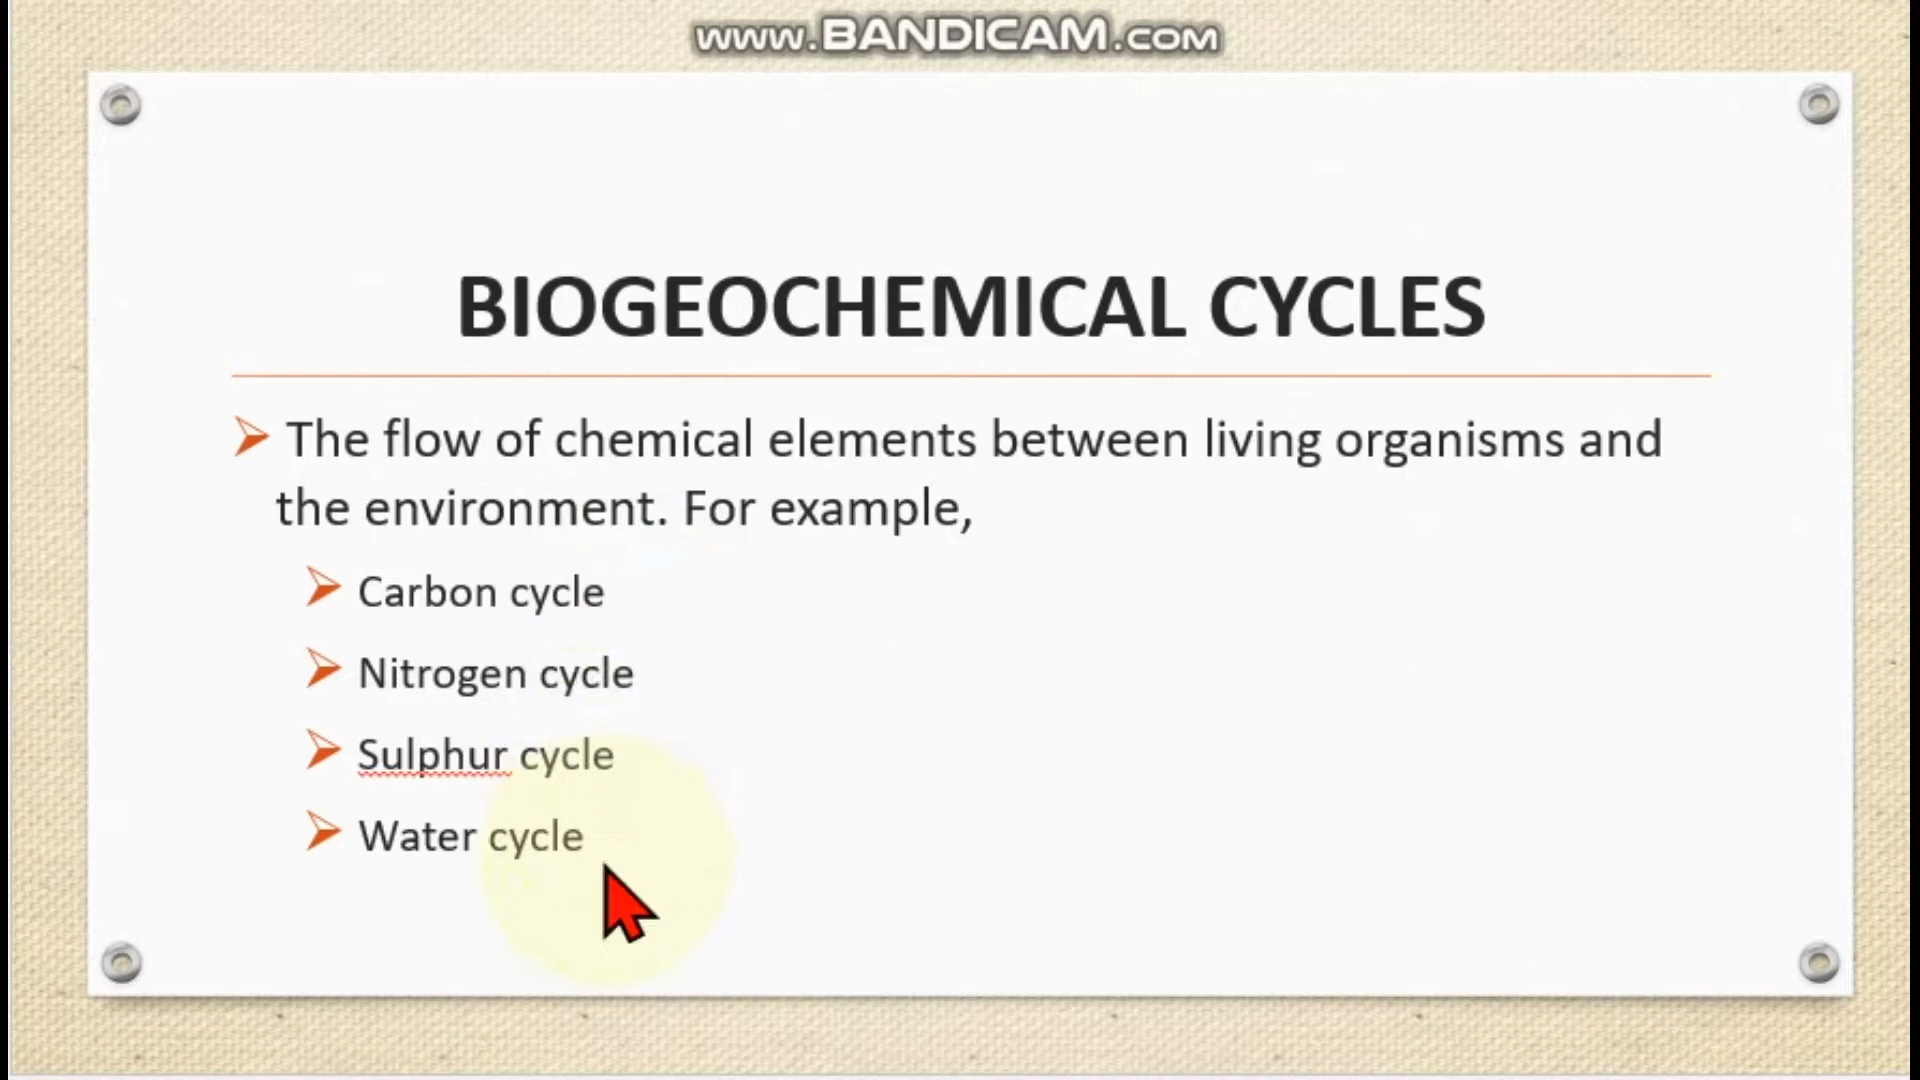 www.BANDICAM.com
BIOGEOCHEMICAL CYCLES
The flow of chemical elements between living organisms and
the environment. For example,
Carbon cycle
Nitrogen cycle
Sulphur cycle
Water cycle